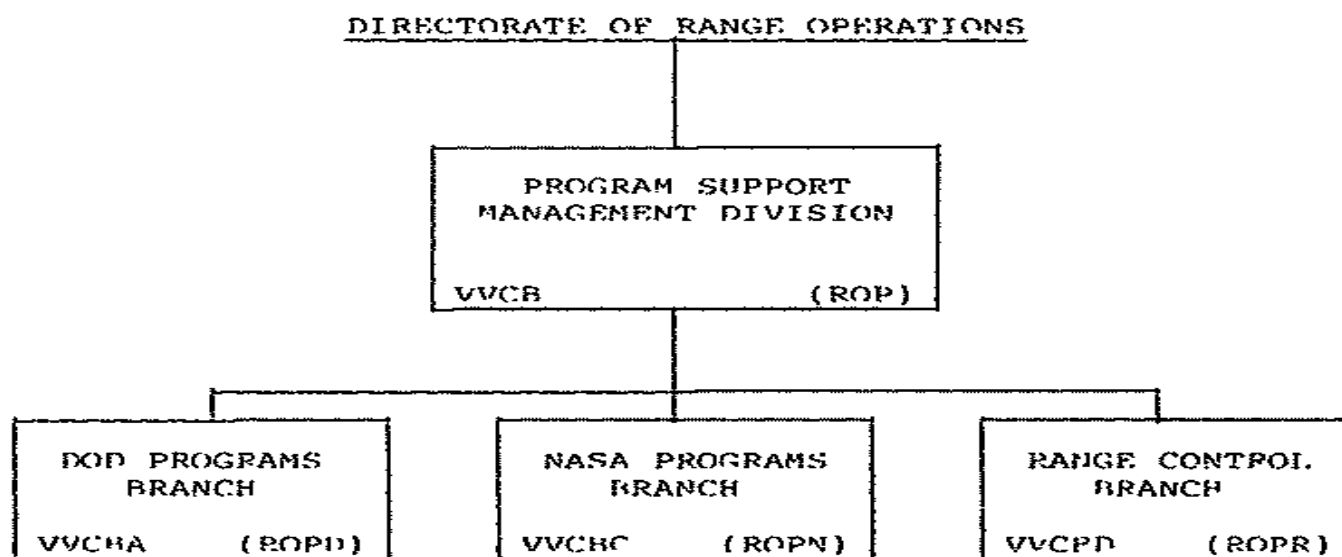 DIRECTORATE OF RANGE OPERATIONS
PROGRAM SUPPORT
MANAGEMENT DIVISION
VVCB (ROP)
DOD PROGRAMS
BRANCH
VVCBA (ROPD)
NASA PROGRAMS
BRANCH
VVCBC (ROPN)
RANGE CONTROL
BRANCH
VVCBD (ROPR)